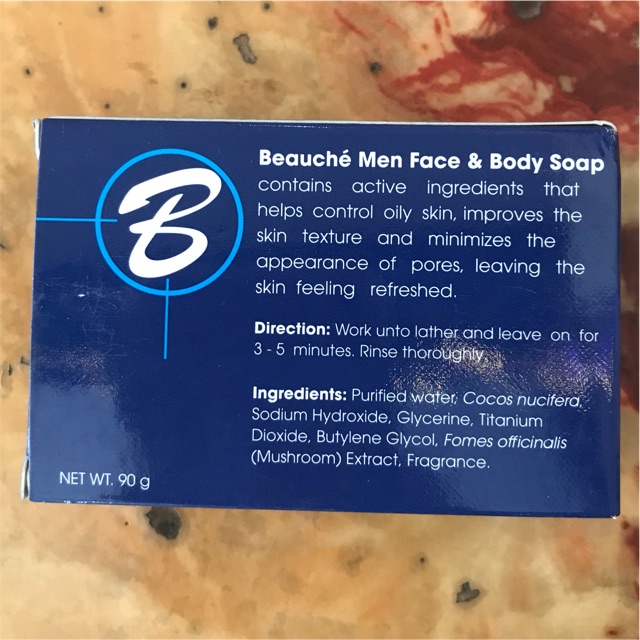 B
Beauché Men Face & Body Soap
contains active ingredients that
helps control oily skin, improves the
skin texture and minimizes the
appearance of pores, leaving the
skin feeling refreshed.
Direction: Work unto lather and leave on for
3 - 5 minutes. Rinse thoroughly.
Ingredients: Purified water, Cocos nucifera,
Sodium Hydroxide, Glycerine, Titanium
Dioxide, Butylene Glycol, Fomes officinalis
(Mushroom) Extract, Fragrance.
NET WT. 90 g